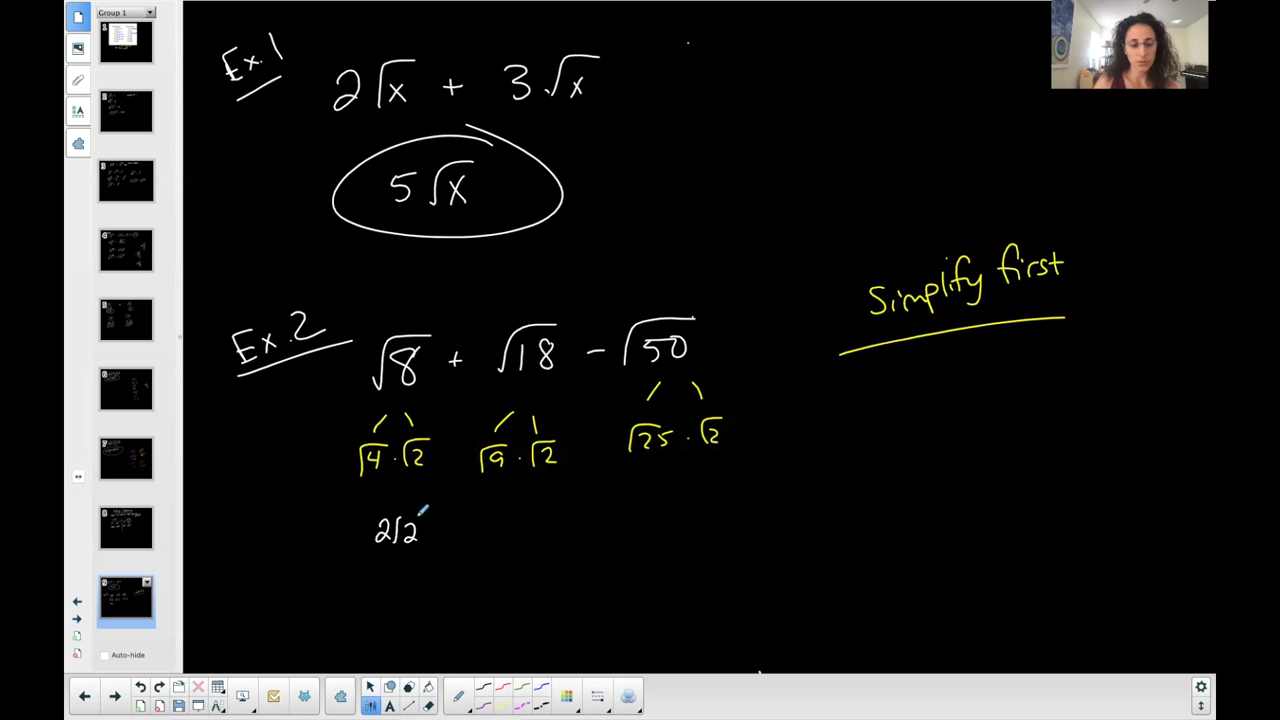 Group 1
Ex.1
2√x + 3√x
5√x
Simplify first
Ex.2
√8 + √18 - √50
√4 · √2 √9 · √2 √25 · √2
2√2
Auto-hide